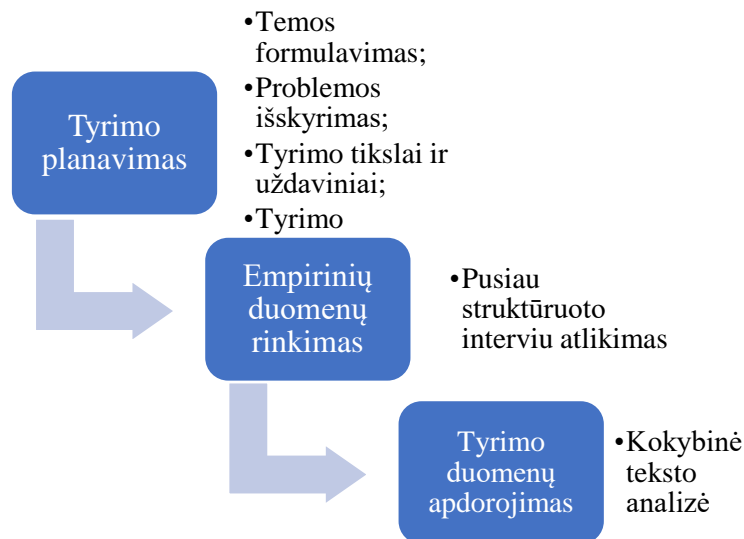 Tyrimo
planavimas
•Temos
formulavimas;
•Problemos
išskyrimas;
•Tyrimo tikslai ir
uždaviniai;
•Tyrimo
Empirinių
duomenų
rinkimas
•Pusiau
struktūruoto
interviu atlikimas
Tyrimo
duomenų
apdorojimas
•Kokybinė
teksto
analizė